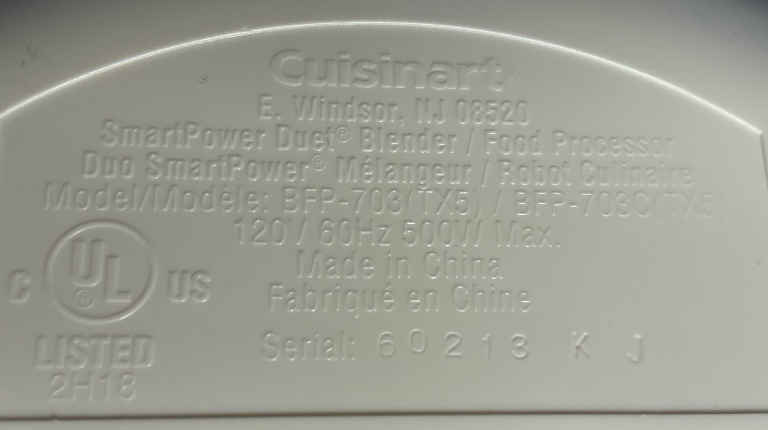 Cuisinart
E. Windsor, NJ 08520
SmartPower Duet® Blender / Food Processor
Duo SmartPower® Mélangeur / Robot Culinaire
Model/Modèle: BFP-703(TX5) / BFP-703C(TX5)
120 / 60Hz 500W Max.
Made in China
Fabriqué en Chine
C UL® US
LISTED
2H18
Serial: 60213 K J